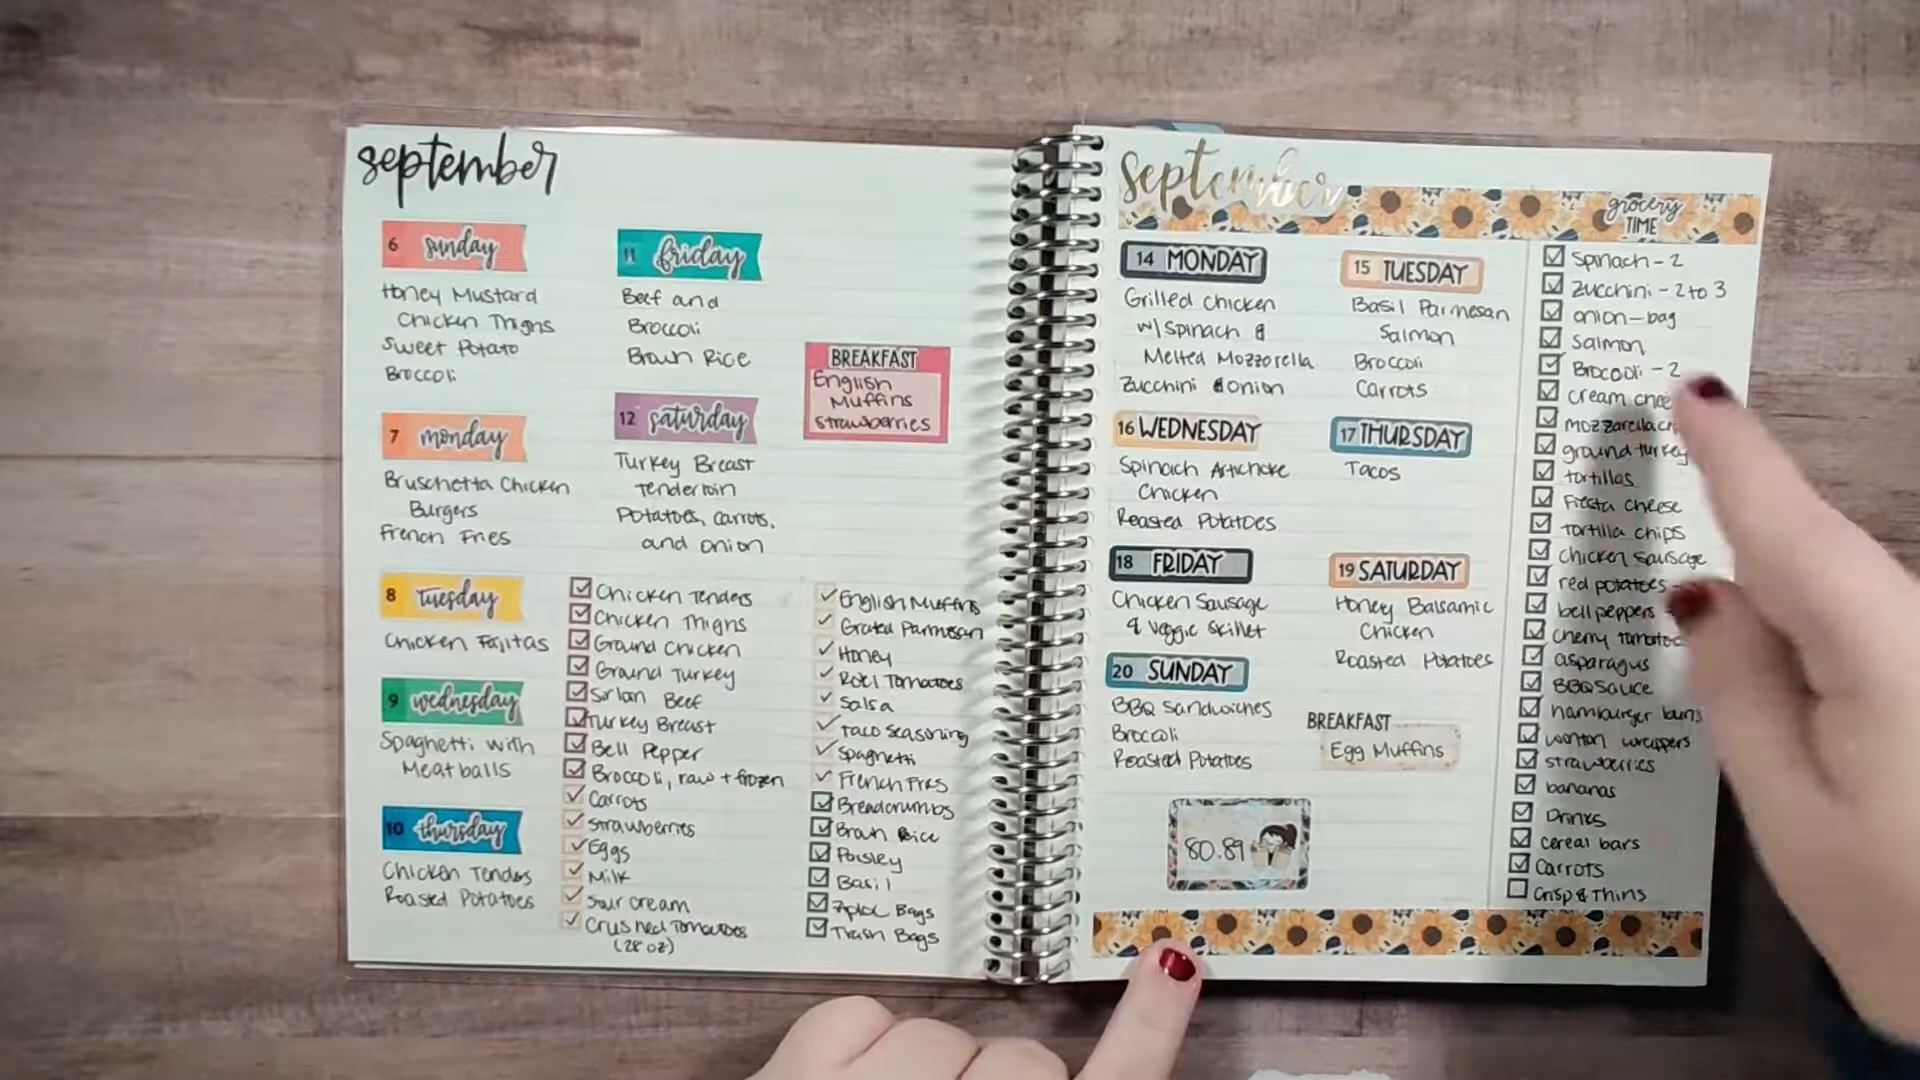 september
6 sunday
Honey Mustard
Chicken Thighs
Sweet Potato
Broccoli
7 monday
Bruschetta Chicken
Burgers
French Fries
8 tuesday
Chicken Fajitas
9 wednesday
Spaghetti with
Meatballs
10 thursday
Chicken Tenders
Roasted Potatoes
11 friday
Beef and
Broccoli
Brown Rice
12 saturday
Turkey Breast
Tenderloin
Potatoes, carrots,
and onion
BREAKFAST
English
Muffins
strawberries
Chicken Tenders
Chicken Thighs
Ground Chicken
Ground Turkey
Sirloin Beef
Turkey Breast
Bell Pepper
Broccoli, raw + frozen
Carrots
Strawberries
Eggs
Milk
Sour cream
Crushed Tomatoes
(28 oz)
English Muffins
Grated Parmesan
Honey
Rotel Tomatoes
Salsa
Taco Seasoning
Spaghetti
French Fries
Breadcrumbs
Brown Rice
Parsley
Basil
Ziploc Bags
Trash Bags
september
grocery
TIME
14 MONDAY
Grilled Chicken
w/ Spinach &
Melted Mozzorella
Zucchini & Onion
15 TUESDAY
Basil Parmesan
Salmon
Broccoli
Carrots
16 WEDNESDAY
Spinach Artichoke
Chicken
Roasted Potatoes
17 THURSDAY
Tacos
18 FRIDAY
Chicken Sausage
& Veggie Skillet
19 SATURDAY
Honey Balsamic
Chicken
Roasted Potatoes
20 SUNDAY
BBQ Sandwiches
Broccoli
Roasted Potatoes
BREAKFAST
Egg Muffins
80.89
Spinach - 2
Zucchini - 2 to 3
onion - bag
Salmon
Broccoli - 2
cream
mozzarella
ground turkey
tortillas
Fiesta cheese
tortilla chips
chicken sausage
red potatoes
bell peppers
cherry
asparagus
BBQ Sauce
hamburger buns
wonton wrappers
strawberries
bananas
Drinks
cereal bars
Carrots
Crisp & Thins